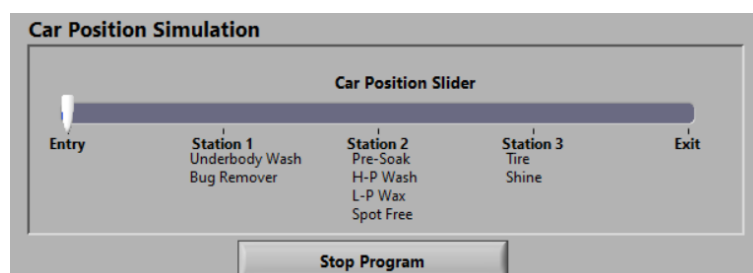 Car Position Simulation
Car Position Slider
Entry
Station 1
Underbody Wash
Bug Remover
Station 2
Pre-Soak
H-P Wash
L-P Wax
Spot Free
Station 3
Tire
Shine
Exit
Stop Program